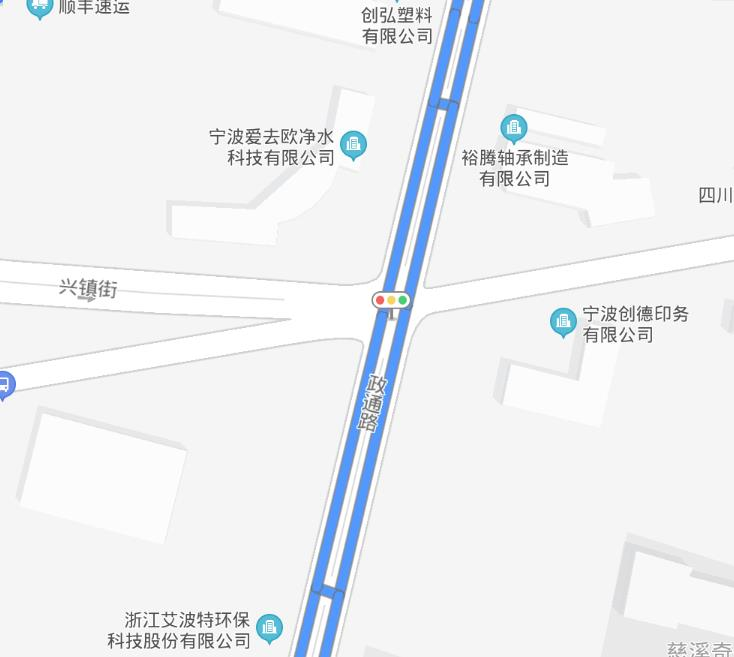 顺丰速运
创弘塑料
有限公司
宁波爱去欧净水
科技有限公司
裕腾轴承制造
有限公司
四川
兴镇街
宁波创德印务
有限公司
政通路
浙江艾波特环保
科技股份有限公司
慈溪奇